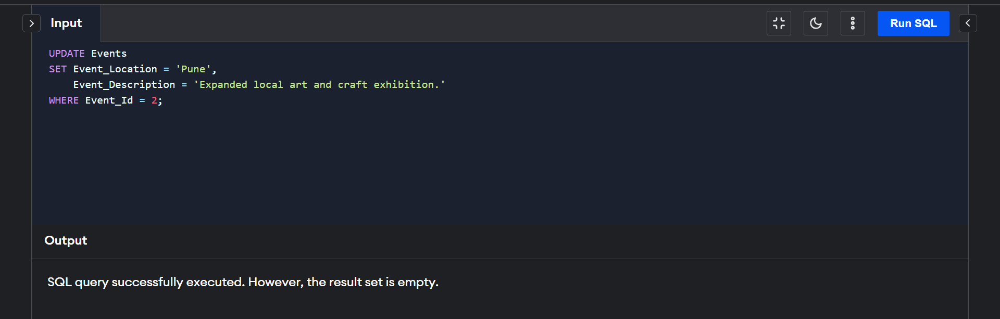 Input
Run SQL
UPDATE Events
SET Event_Location = 'Pune',
    Event_Description = 'Expanded local art and craft exhibition.'
WHERE Event_Id = 2;
Output
SQL query successfully executed. However, the result set is empty.